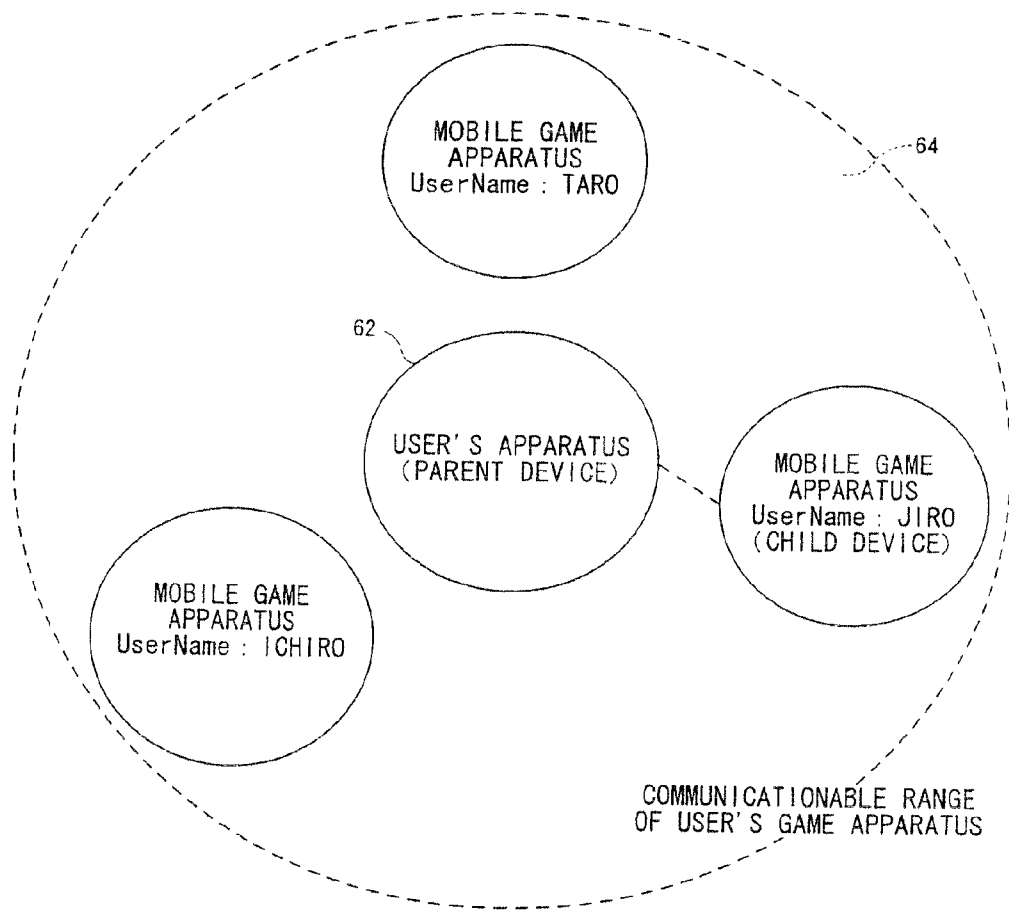 MOBILE GAME
APPARATUS
UserName : TARO
64
62
USER'S APPARATUS
(PARENT DEVICE)
MOBILE GAME
APPARATUS
UserName : JIRO
(CHILD DEVICE)
MOBILE GAME
APPARATUS
UserName : ICHIRO
COMMUNICATIONABLE RANGE
OF USER'S GAME APPARATUS